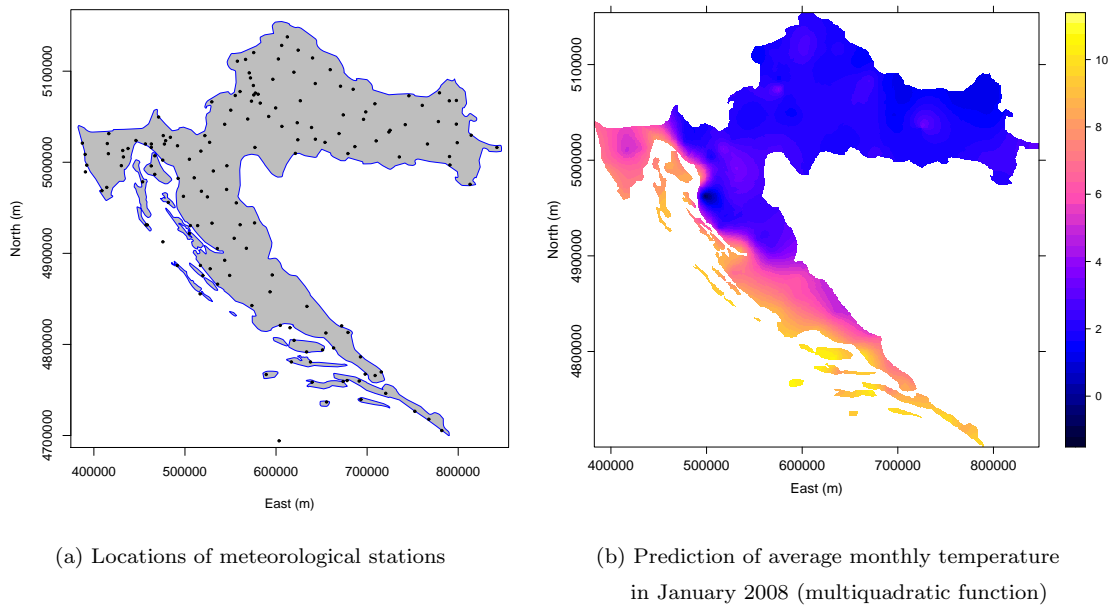 400000 500000 600000 700000 800000
4700000 4800000 4900000 5000000 5100000
East (m)
North (m)
400000 500000 600000 700000 800000
4800000 4900000 5000000 5100000
East (m)
North (m)
10
8
6
4
2
0
(a) Locations of meteorological stations
(b) Prediction of average monthly temperature
in January 2008 (multiquadratic function)